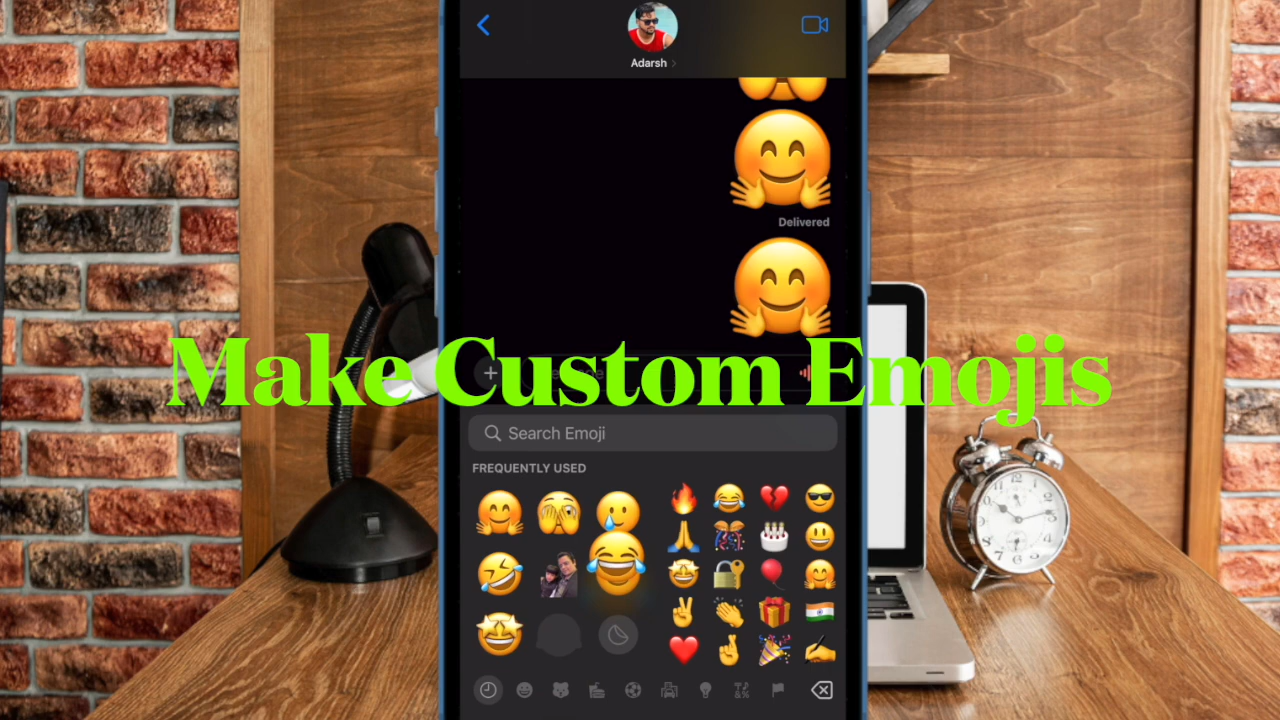 Adarsh
Delivered
Make Custom Emojis
Search Emoji
FREQUENTLY USED